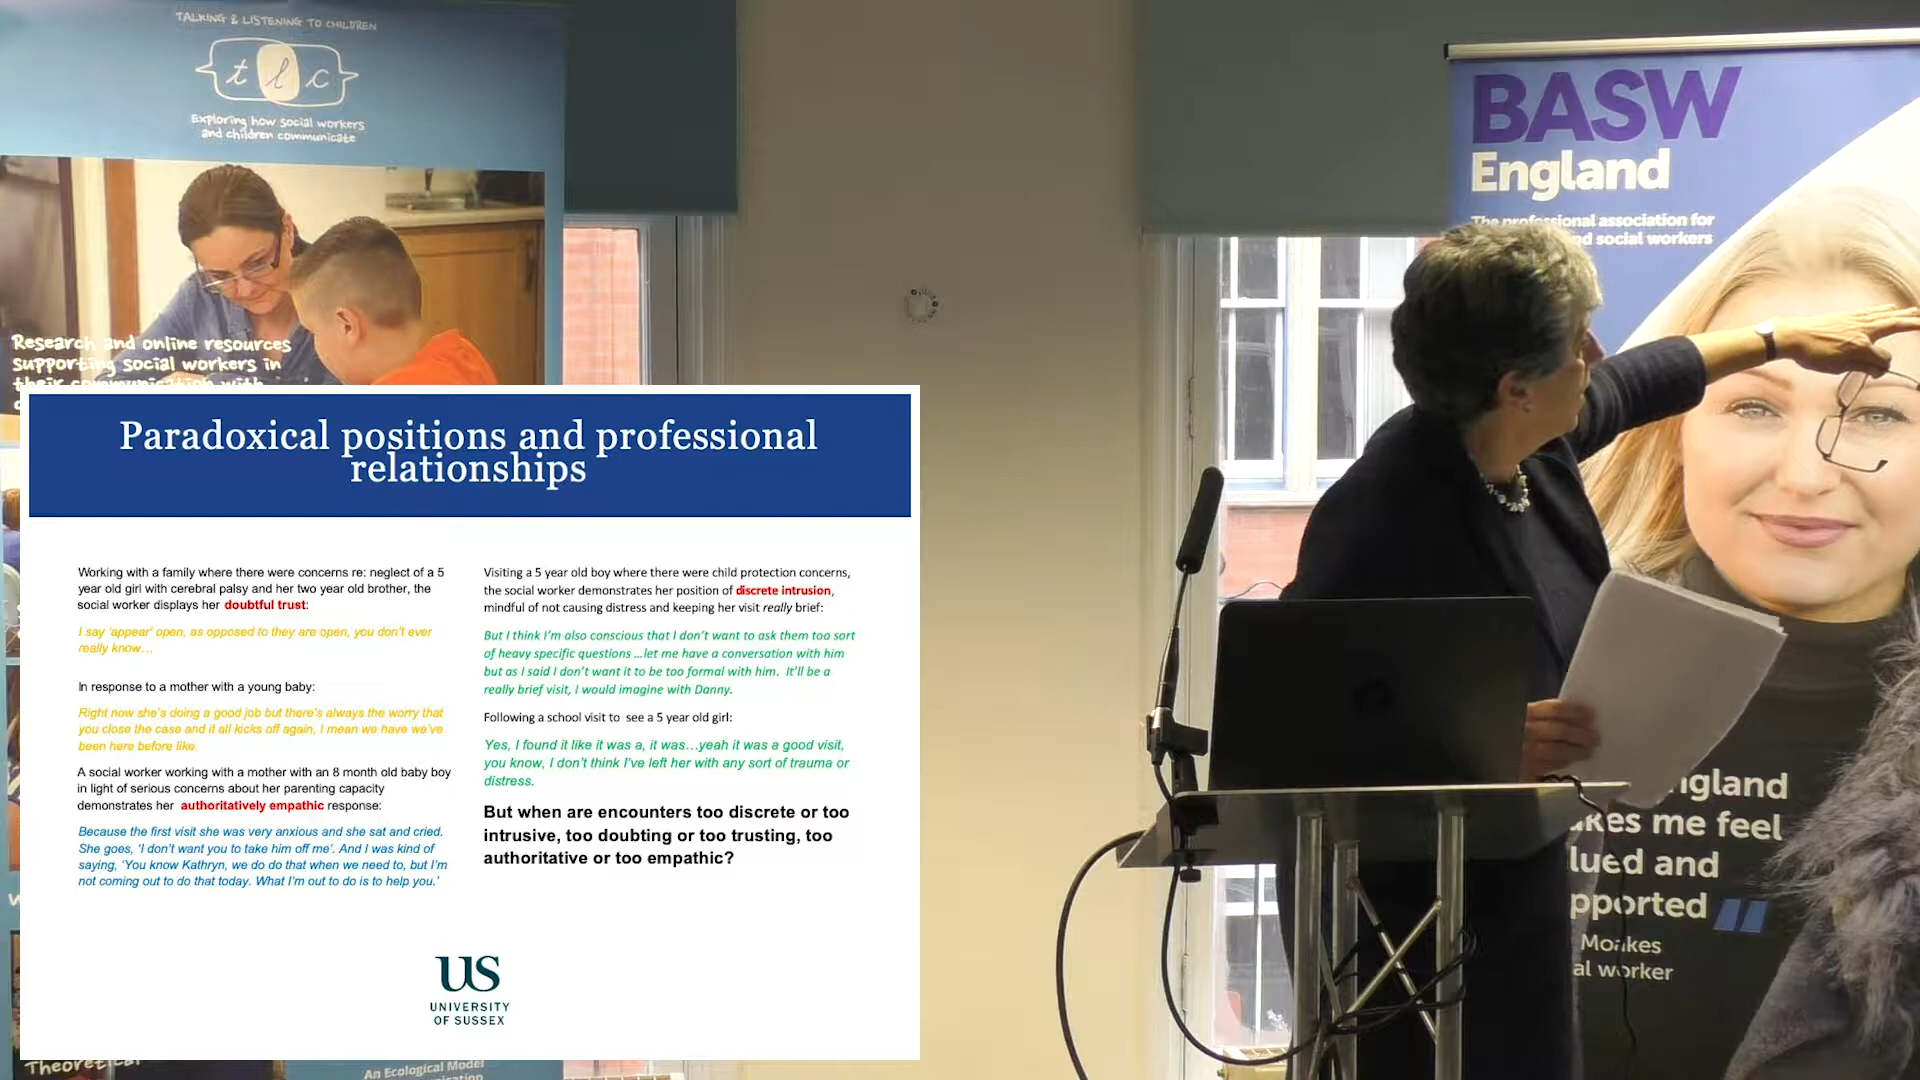 TALKING & LISTENING TO CHILDREN
t l c
Exploring how social workers
and children communicate
Research and online resources
supporting social workers in
their communication with
Paradoxical positions and professional
relationships
Working with a family where there were concerns re: neglect of a 5
year old girl with cerebral palsy and her two year old brother, the
social worker displays her doubtful trust:
I say 'appear' open, as opposed to they are open, you don't ever
really know…
In response to a mother with a young baby:
Right now she's doing a good job but there's always the worry that
you close the case and it all kicks off again, I mean we have we've
been here before like.
A social worker working with a mother with an 8 month old baby boy
in light of serious concerns about her parenting capacity
demonstrates her authoritatively empathic response:
Because the first visit she was very anxious and she sat and cried.
She goes, 'I don't want you to take him off me'. And I was kind of
saying, 'You know Kathryn, we do do that when we need to, but I'm
not coming out to do that today. What I'm out to do is to help you.'
Visiting a 5 year old boy where there were child protection concerns,
the social worker demonstrates her position of discrete intrusion,
mindful of not causing distress and keeping her visit really brief:
But I think I'm also conscious that I don't want to ask them too sort
of heavy specific questions …let me have a conversation with him
but as I said I don't want it to be too formal with him. It'll be a
really brief visit, I would imagine with Danny.
Following a school visit to see a 5 year old girl:
Yes, I found it like it was a, it was…yeah it was a good visit,
you know, I don't think I've left her with any sort of trauma or
distress.
But when are encounters too discrete or too
intrusive, too doubting or too trusting, too
authoritative or too empathic?
US
UNIVERSITY
OF SUSSEX
Theoretical
An Ecological Model
BASW
England
The professional association for
social workers
me feel
and
Moakes
worker